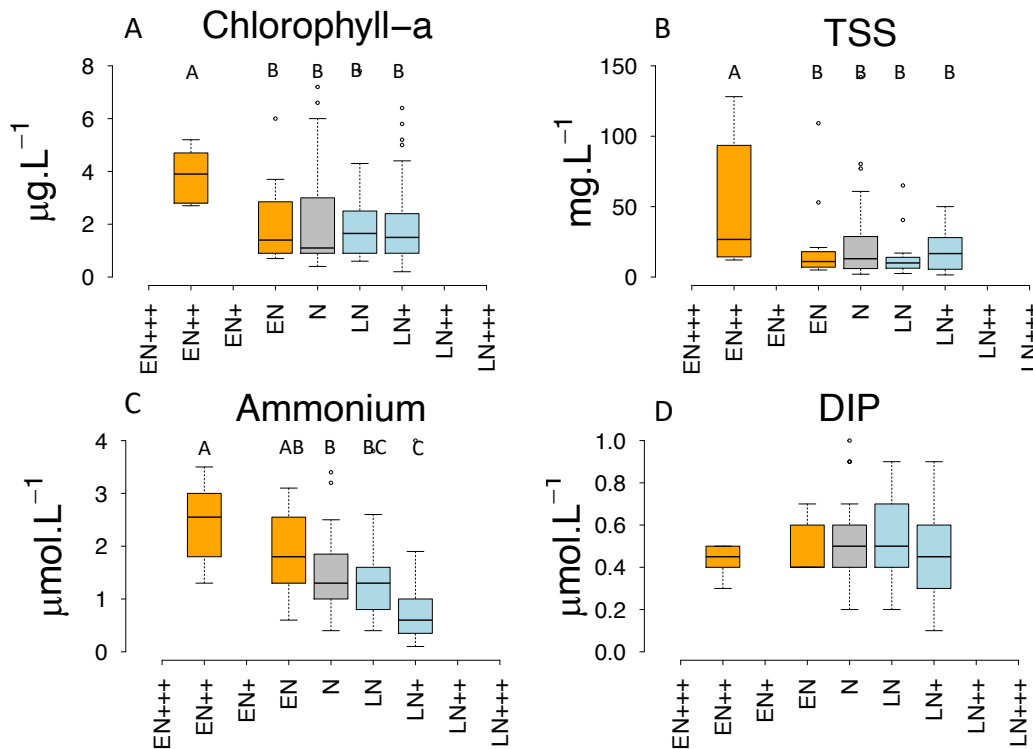 A Chlorophyll−a
µg.L−1
8
6
4
2
0
A B B B B
EN+++ EN++ EN+ EN N LN LN+ LN++ LN+++
B TSS
mg.L−1
150
100
50
0
A B B B B
EN+++ EN++ EN+ EN N LN LN+ LN++ LN+++
C Ammonium
µmol.L−1
4
3
2
1
0
A AB B BC C
EN+++ EN++ EN+ EN N LN LN+ LN++ LN+++
D DIP
µmol.L−1
1.0
0.8
0.6
0.4
0.2
0.0
EN+++ EN++ EN+ EN N LN LN+ LN++ LN+++